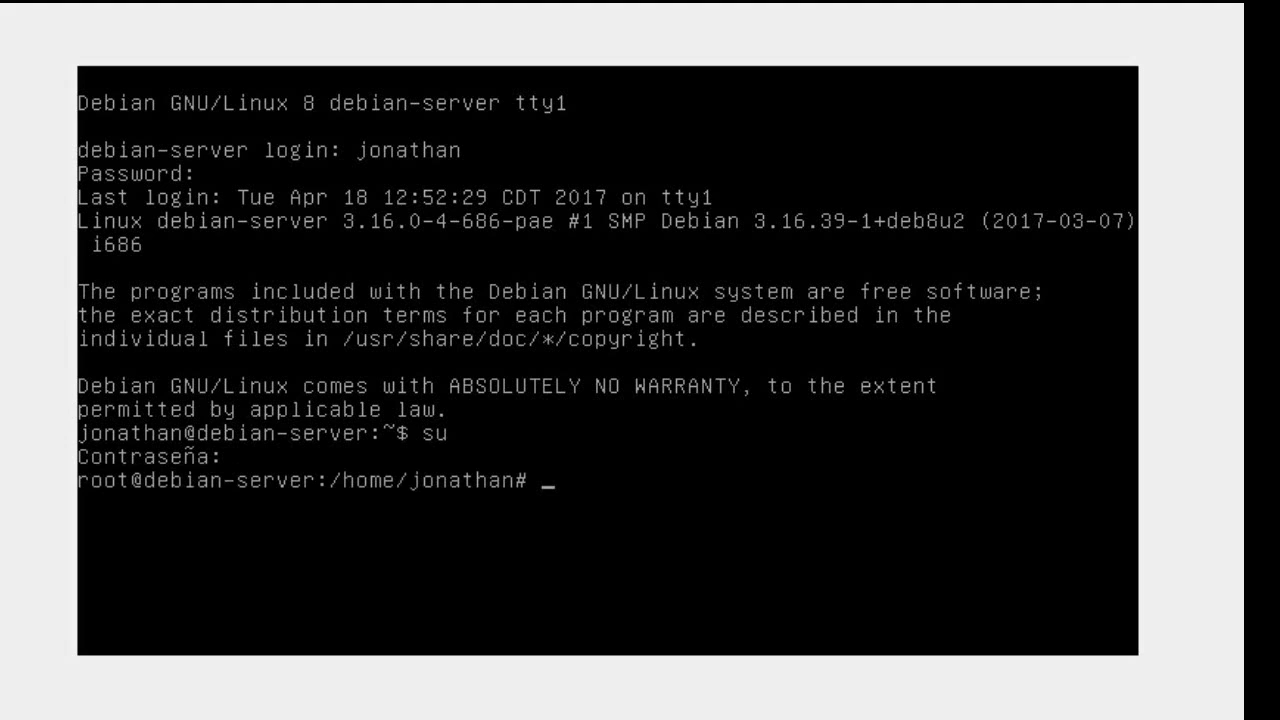 Debian GNU/Linux 8 debian-server tty1
debian-server login: jonathan
Password:
Last login: Tue Apr 18 12:52:29 CDT 2017 on tty1
Linux debian-server 3.16.0-4-686-pae #1 SMP Debian 3.16.39-1+deb8u2 (2017-03-07)
 i686
The programs included with the Debian GNU/Linux system are free software;
the exact distribution terms for each program are described in the
individual files in /usr/share/doc/*/copyright.
Debian GNU/Linux comes with ABSOLUTELY NO WARRANTY, to the extent
permitted by applicable law.
jonathan@debian-server:~$ su
Contraseña:
root@debian-server:/home/jonathan# _